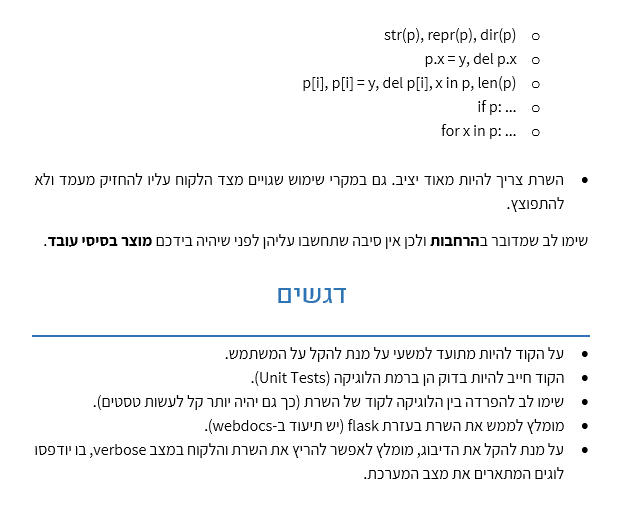 str(p), repr(p), dir(p)
p.x = y, del p.x
p[i], p[i] = y, del p[i], x in p, len(p)
if p: ...
for x in p: ...
השרת צריך להיות מאוד יציב. גם במקרי שימוש שגויים מצד הלקוח עליו להחזיק מעמד ולא
להתפוצץ.
שימו לב שמדובר בהרחבות ולכן אין סיבה שתחשבו עליהן לפני שיהיה בידכם מוצר בסיסי עובד.
דגשים
על הקוד להיות מתועד למשעי על מנת להקל על המשתמש.
הקוד חייב להיות בדוק הן ברמת הלוגיקה (Unit Tests).
שימו לב להפרדה בין הלוגיקה לקוד של השרת (כך גם יהיה יותר קל לעשות טסטים).
מומלץ לממש את השרת בעזרת flask (יש תיעוד ב-webdocs).
על מנת להקל את הדיבוג, מומלץ לאפשר להריץ את השרת והלקוח במצב verbose, בו יודפסו
לוגים המתארים את מצב המערכת.